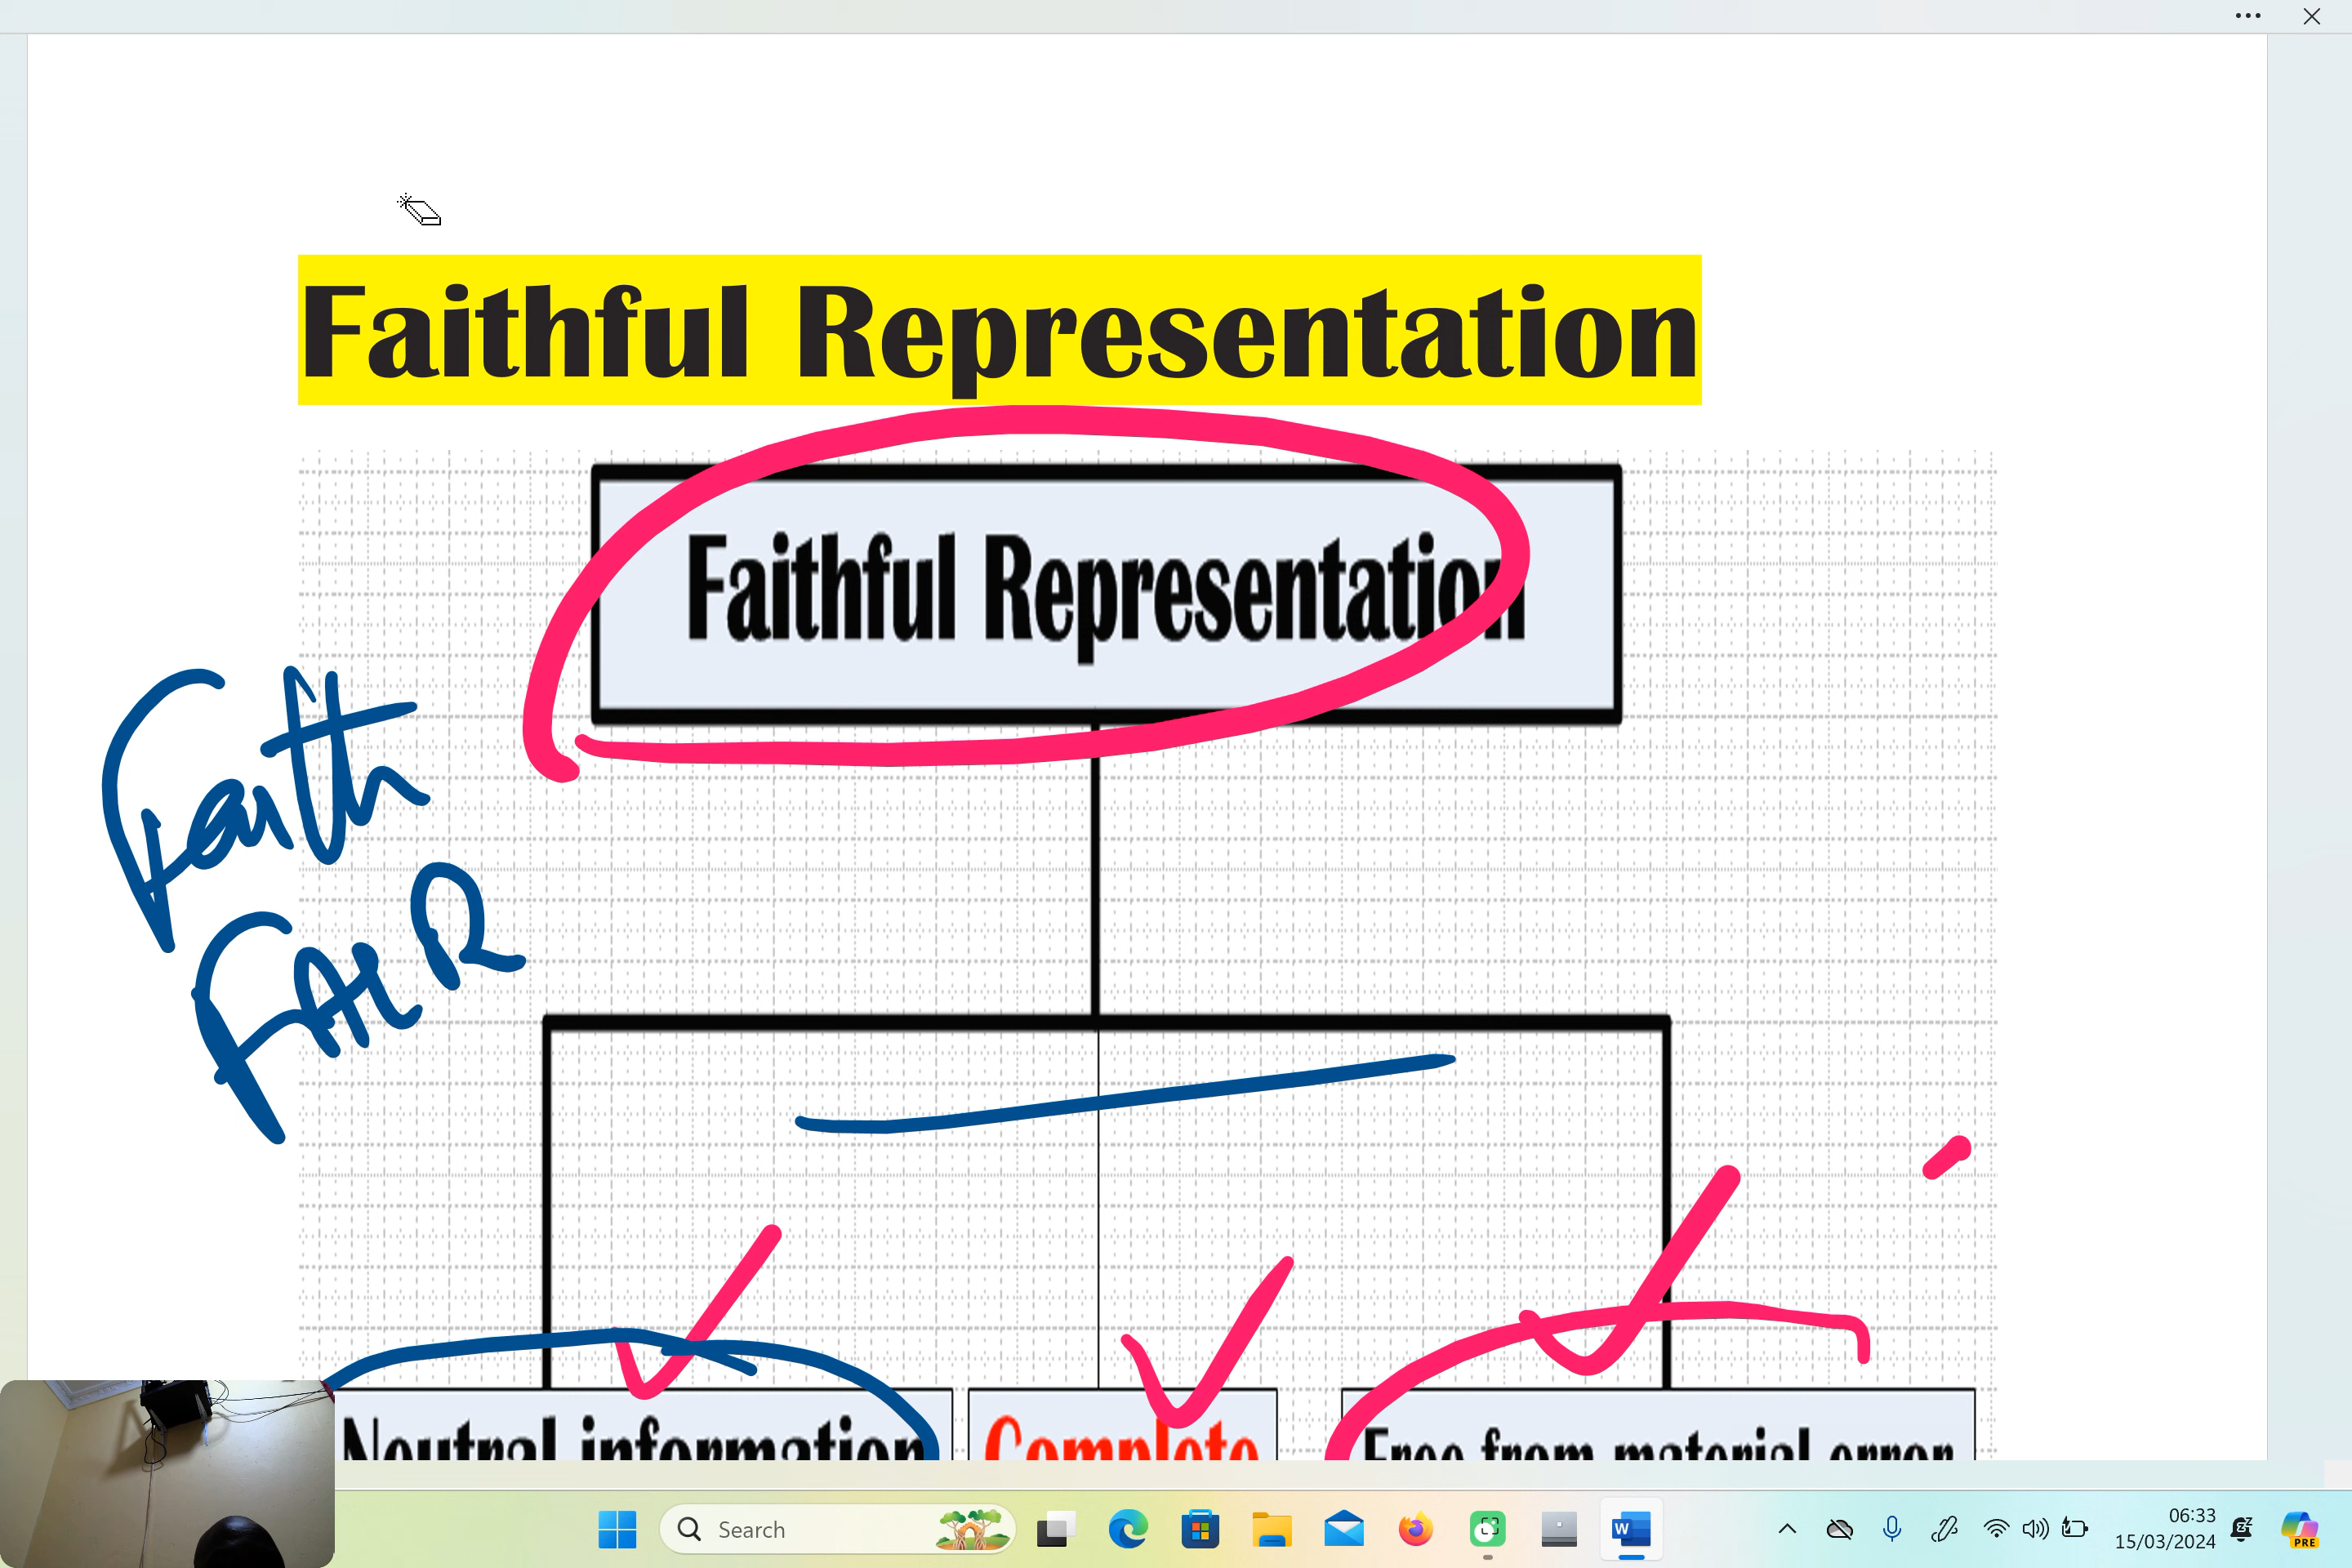 Faithful Representation
Faithful Representation
Faith
FAIR
Neutral information
Complete
Free from material error
Search
W
06:33
15/03/2024
PRE